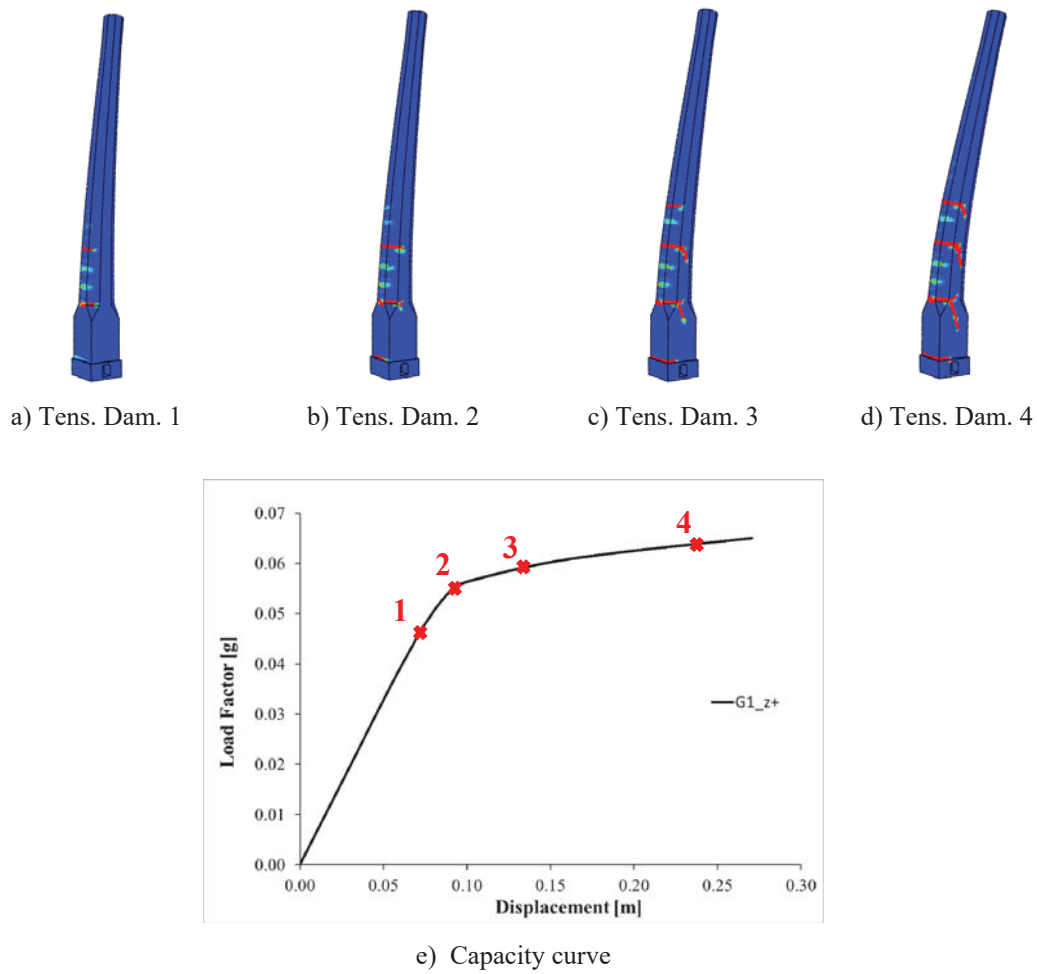 a) Tens. Dam. 1
b) Tens. Dam. 2
c) Tens. Dam. 3
d) Tens. Dam. 4
0.07
0.06
0.05
0.04
0.03
0.02
0.01
0.00
Load Factor [g]
1
2
3
4
G1_z+
0.00 0.05 0.10 0.15 0.20 0.25 0.30
Displacement [m]
e) Capacity curve